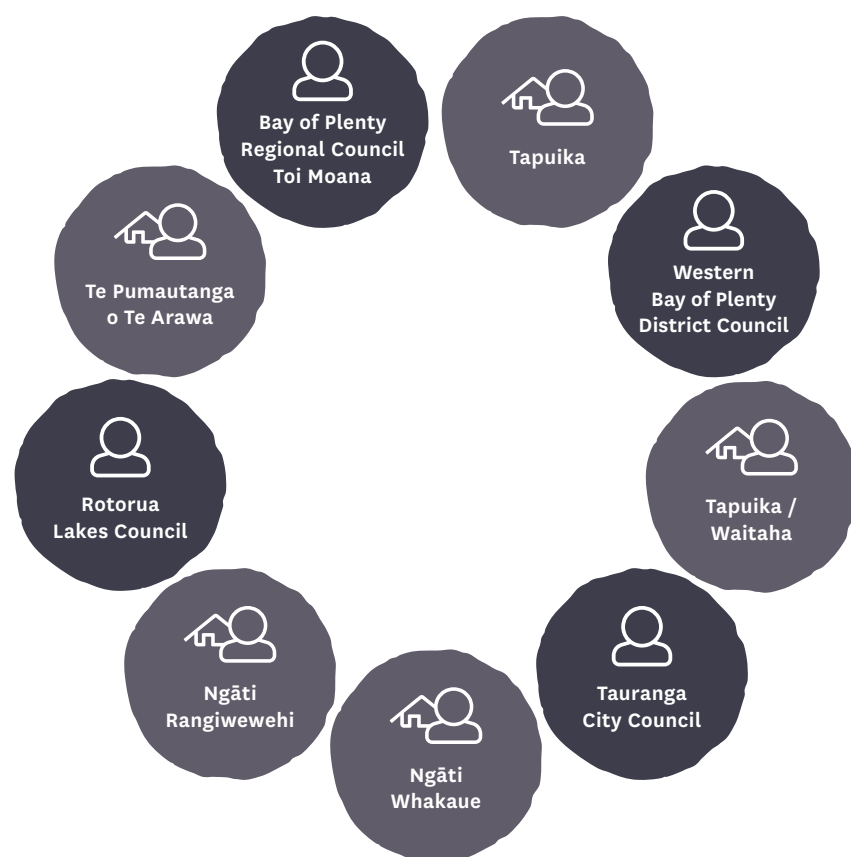 Bay of Plenty
Regional Council
Toi Moana
Tapuika
Te Pumautanga
o Te Arawa
Western
Bay of Plenty
District Council
Rotorua
Lakes Council
Tapuika /
Waitaha
Ngāti
Rangiwewehi
Tauranga
City Council
Ngāti
Whakaue